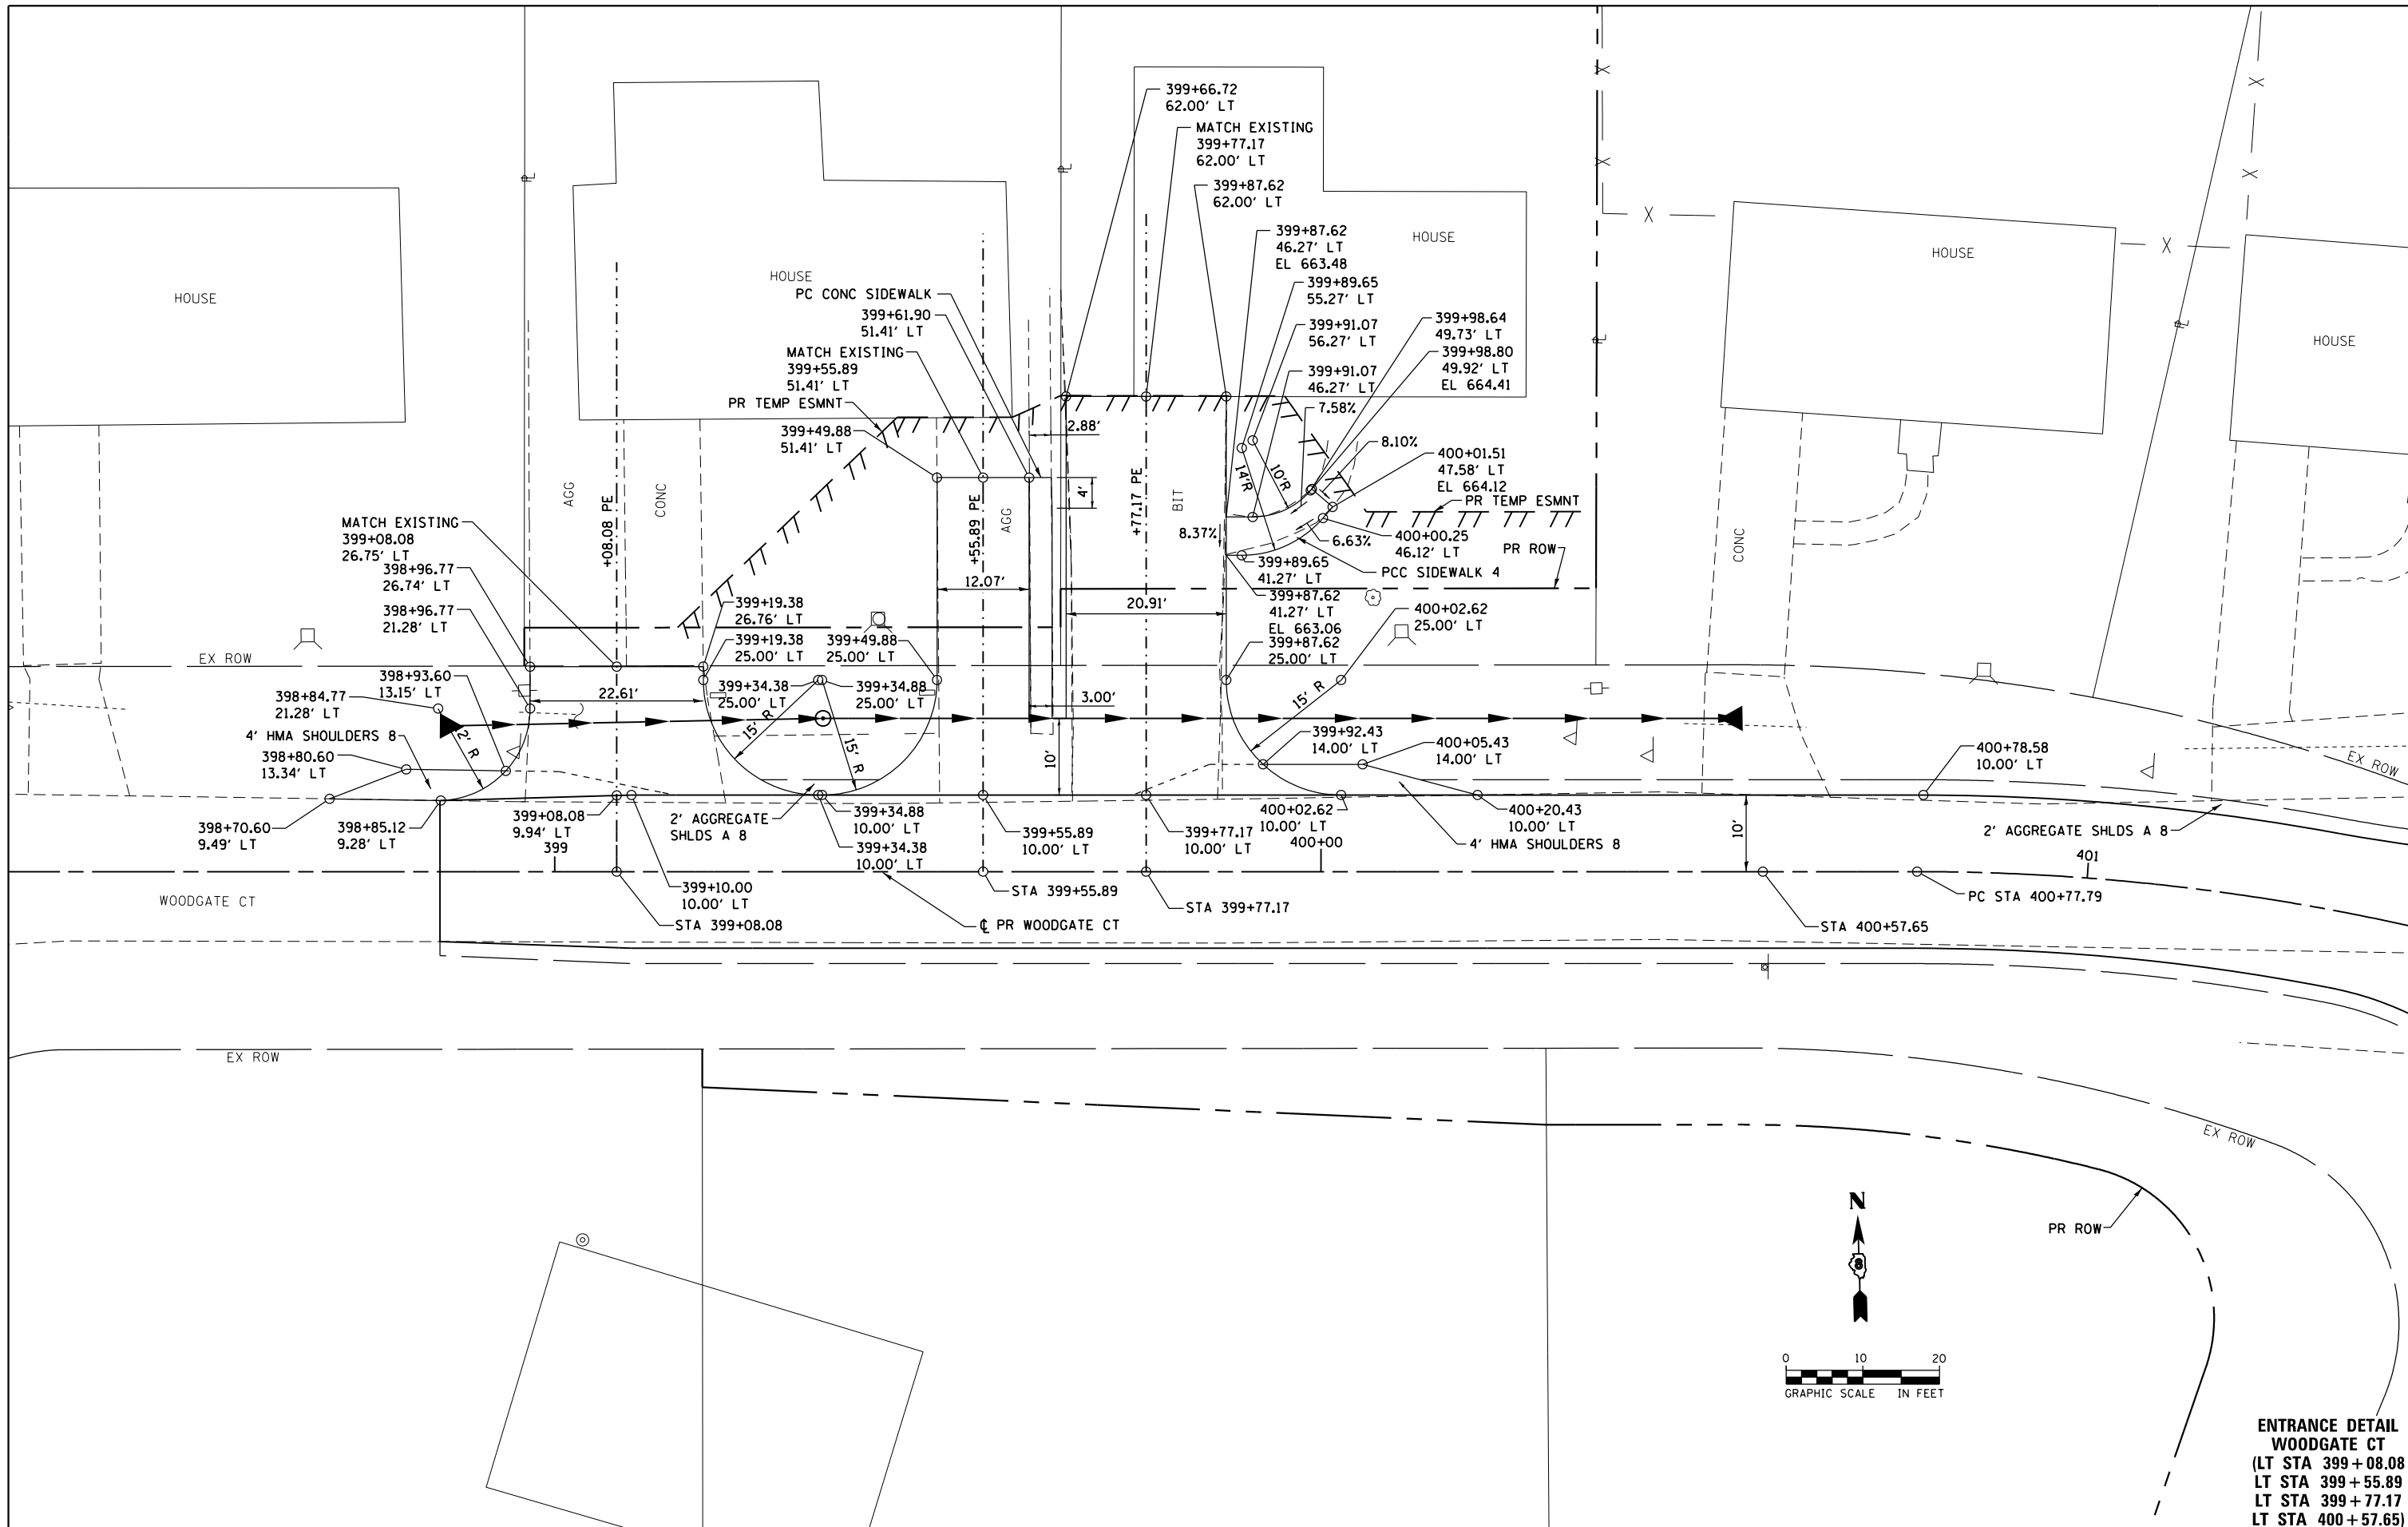 399+66.72
62.00' LT
MATCH EXISTING
399+77.17
62.00' LT
399+87.62
62.00' LT
399+87.62
46.27' LT
EL 663.48
399+89.65
55.27' LT
399+91.07
56.27' LT
399+91.07
46.27' LT
399+98.64
49.73' LT
399+98.80
49.92' LT
EL 664.41
7.58%
8.10%
400+01.51
47.58' LT
EL 664.12
PR TEMP ESMNT
400+00.25
46.12' LT
6.63%
8.37%
14'R
10'R
PR ROW
PCC SIDEWALK 4
399+89.65
41.27' LT
399+87.62
41.27' LT
EL 663.06
399+87.62
25.00' LT
400+02.62
25.00' LT
HOUSE
HOUSE
HOUSE
HOUSE
HOUSE
PC CONC SIDEWALK
399+61.90
51.41' LT
MATCH EXISTING
399+55.89
51.41' LT
PR TEMP ESMNT
399+49.88
51.41' LT
2.88'
4'
AGG
+08.08 PE
CONC
+55.89 PE
AGG
+77.17 PE
BIT
CONC
MATCH EXISTING
399+08.08
26.75' LT
398+96.77
26.74' LT
398+96.77
21.28' LT
EX ROW
398+93.60
13.15' LT
398+84.77
21.28' LT
4' HMA SHOULDERS 8
398+80.60
13.34' LT
2' R
22.61'
12.07'
20.91'
3.00'
10'
399+19.38
26.76' LT
399+19.38
25.00' LT
399+49.88
25.00' LT
399+34.38
25.00' LT
399+34.88
25.00' LT
15' R
15' R
15' R
399+92.43
14.00' LT
400+05.43
14.00' LT
400+78.58
10.00' LT
EX ROW
398+70.60
9.49' LT
398+85.12
9.28' LT
399+08.08
9.94' LT
399
2' AGGREGATE
SHLDS A 8
399+34.88
10.00' LT
399+34.38
10.00' LT
399+55.89
10.00' LT
399+77.17
10.00' LT
400+02.62
10.00' LT
400+00
400+20.43
10.00' LT
4' HMA SHOULDERS 8
10'
2' AGGREGATE SHLDS A 8
401
WOODGATE CT
399+10.00
10.00' LT
STA 399+08.08
STA 399+55.89
℄ PR WOODGATE CT
STA 399+77.17
STA 400+57.65
PC STA 400+77.79
EX ROW
EX ROW
PR ROW
N
8
0 10 20
GRAPHIC SCALE IN FEET
ENTRANCE DETAIL
WOODGATE CT
(LT STA 399+08.08
LT STA 399+55.89
LT STA 399+77.17
LT STA 400+57.65)